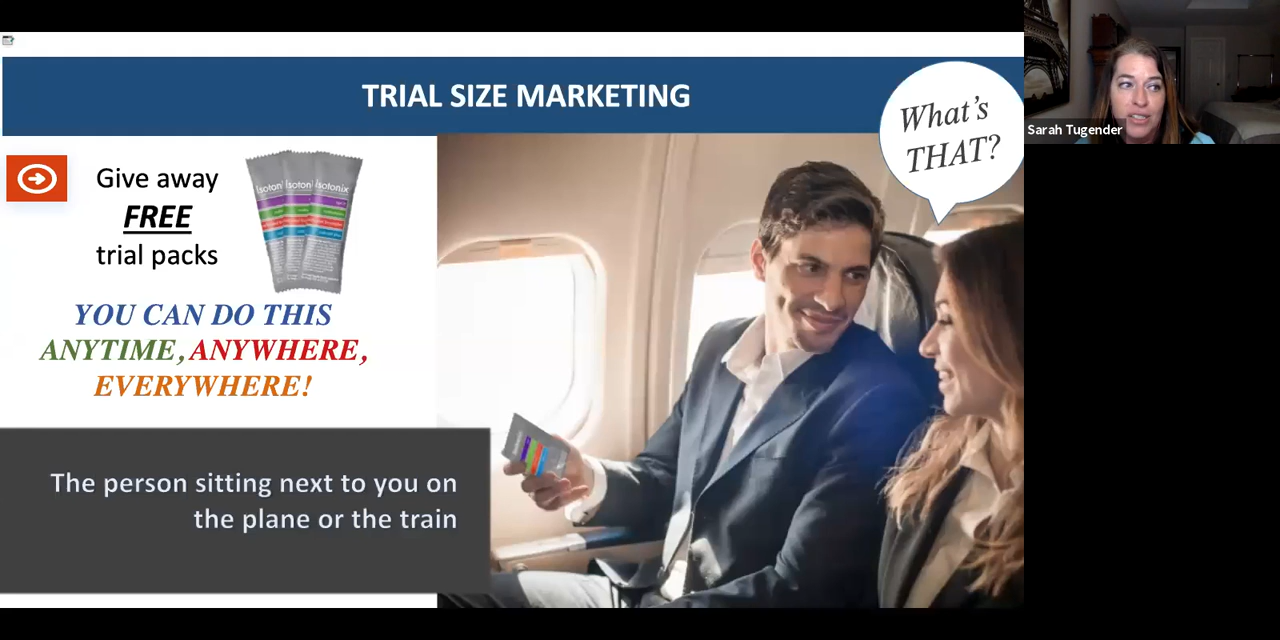 TRIAL SIZE MARKETING
What's
THAT?
Sarah Tugender
Give away
FREE
trial packs
isotonix
YOU CAN DO THIS
ANYTIME, ANYWHERE,
EVERYWHERE!
The person sitting next to you on
the plane or the train